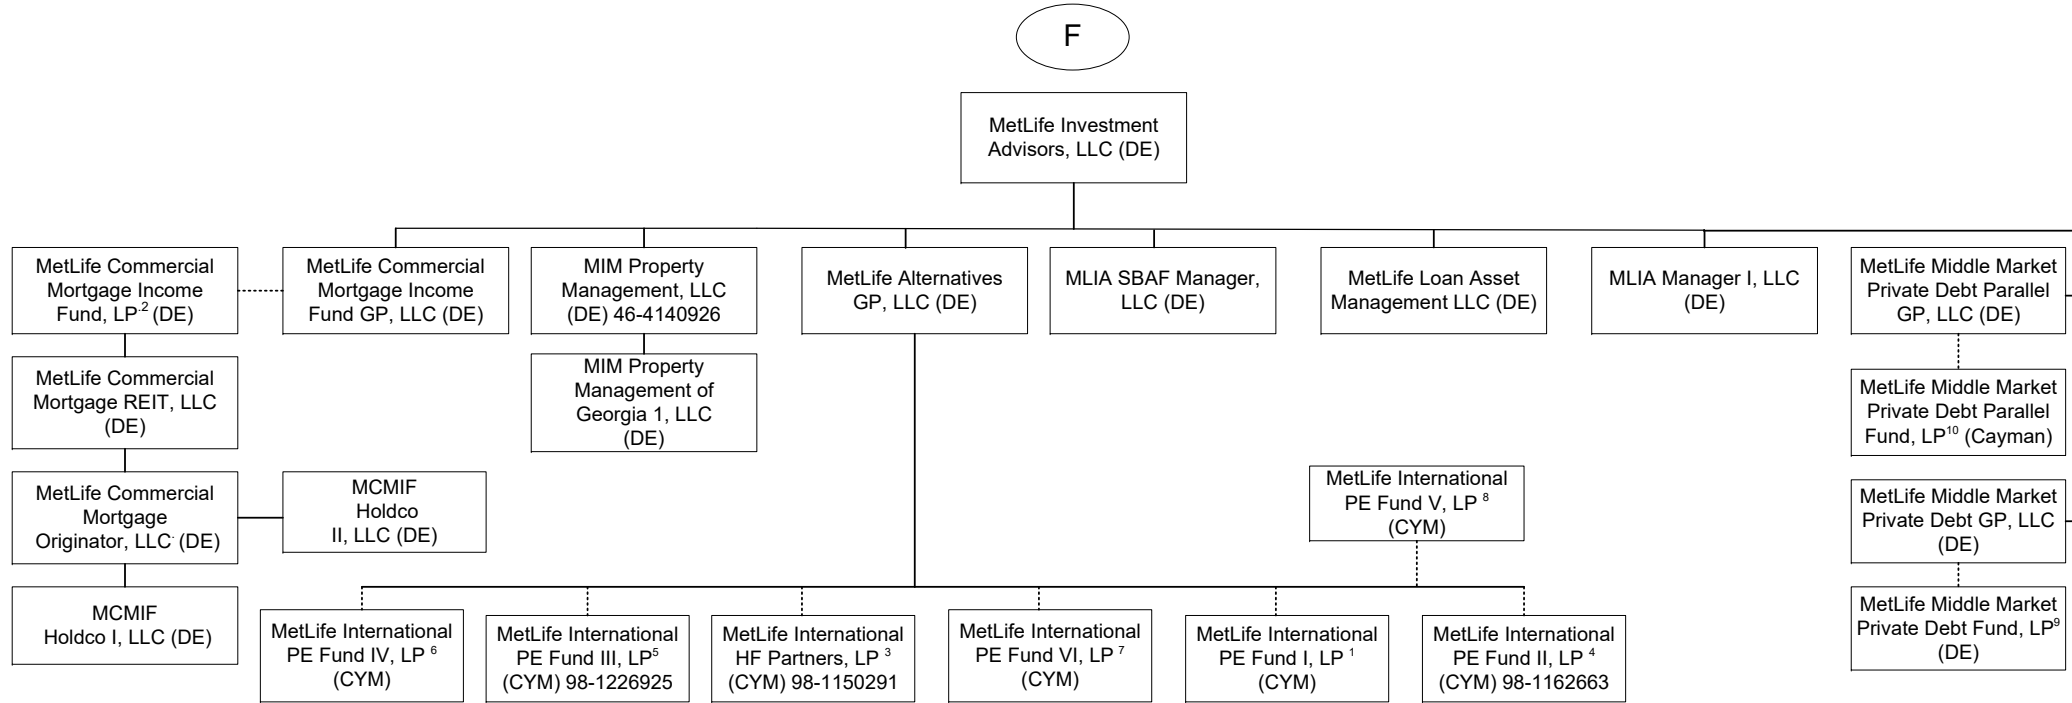 F
MetLife Investment
Advisors, LLC (DE)
MetLife Commercial
Mortgage Income
Fund, LP.² (DE)
MetLife Commercial
Mortgage Income
Fund GP, LLC (DE)
MIM Property
Management, LLC
(DE) 46-4140926
MetLife Alternatives
GP, LLC (DE)
MLIA SBAF Manager,
LLC (DE)
MetLife Loan Asset
Management LLC (DE)
MLIA Manager I, LLC
(DE)
MetLife Middle Market
Private Debt Parallel
GP, LLC (DE)
MetLife Commercial
Mortgage REIT, LLC
(DE)
MIM Property
Management of
Georgia 1, LLC
(DE)
MetLife Middle Market
Private Debt Parallel
Fund, LP¹⁰ (Cayman)
MetLife Commercial
Mortgage
Originator, LLC. (DE)
MCMIF
Holdco
II, LLC (DE)
MetLife International
PE Fund V, LP ⁸
(CYM)
MetLife Middle Market
Private Debt GP, LLC
(DE)
MCMIF
Holdco I, LLC (DE)
MetLife International
PE Fund IV, LP ⁶
(CYM)
MetLife International
PE Fund III, LP⁵
(CYM) 98-1226925
MetLife International
HF Partners, LP ³
(CYM) 98-1150291
MetLife International
PE Fund VI, LP ⁷
(CYM)
MetLife International
PE Fund I, LP ¹
(CYM)
MetLife International
PE Fund II, LP ⁴
(CYM) 98-1162663
MetLife Middle Market
Private Debt Fund, LP⁹
(DE)